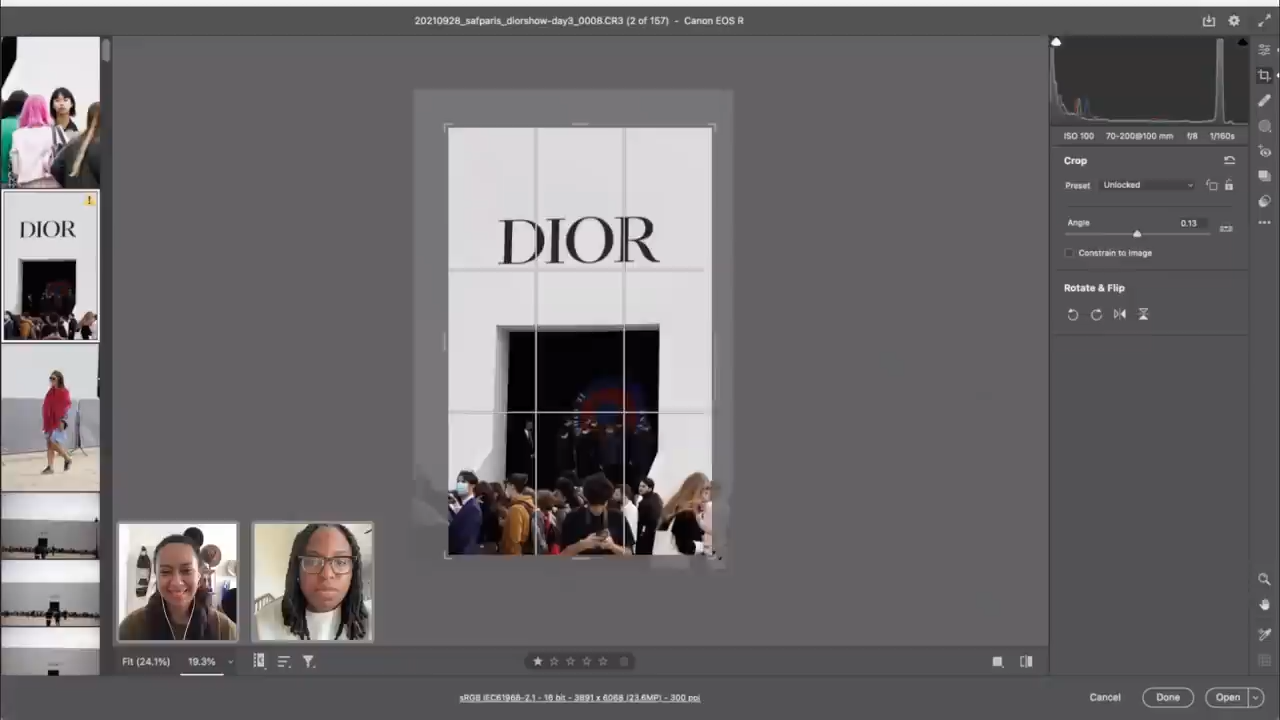 20210928_safparis_diorshow-day3_0008.CR3 (2 of 157) - Canon EOS R
ISO 100 70-200@100 mm f/8 1/160s
Crop
Preset Unlocked
DIOR
DIOR
Angle 0.13
Constrain to Image
Rotate & Flip
Fit (24.1%) 19.3%
sRGB IEC61966-2.1 - 16 bit - 3891 x 6068 (23.6MP) - 300 ppi
Cancel Done Open